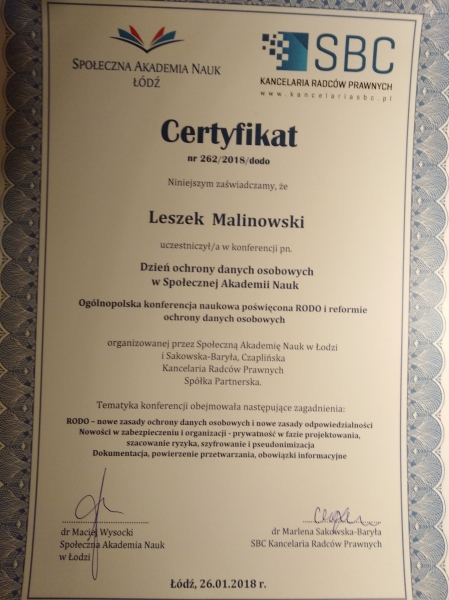 SPOŁECZNA AKADEMIA NAUK
ŁÓDŹ
SBC
KANCELARIA RADCÓW PRAWNYCH
www.kancelariasbc.pl
Certyfikat
nr 262/2018/dodo
Niniejszym zaświadczamy, że
Leszek Malinowski
uczestniczył/a w konferencji pn.
Dzień ochrony danych osobowych
w Społecznej Akademii Nauk
Ogólnopolska konferencja naukowa poświęcona RODO i reformie
ochrony danych osobowych
organizowanej przez Społeczną Akademię Nauk w Łodzi
i Sakowska-Baryła, Czaplińska
Kancelaria Radców Prawnych
Spółka Partnerska.
Tematyka konferencji obejmowała następujące zagadnienia:
RODO – nowe zasady ochrony danych osobowych i nowe zasady odpowiedzialności
Nowości w zabezpieczeniu i organizacji - prywatność w fazie projektowania,
szacowanie ryzyka, szyfrowanie i pseudonimizacja
Dokumentacja, powierzenie przetwarzania, obowiązki informacyjne
dr Maciej Wysocki
Społeczna Akademia Nauk
w Łodzi
dr Marlena Sakowska-Baryła
SBC Kancelaria Radców Prawnych
Łódź, 26.01.2018 r.